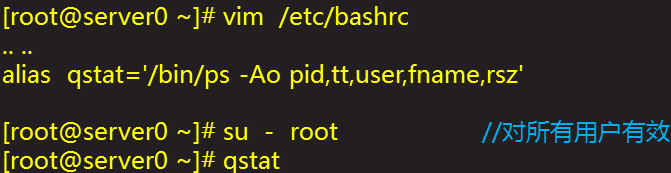 [root@server0 ~]# vim /etc/bashrc
.. ..
alias qstat='/bin/ps -Ao pid,tt,user,fname,rsz'
[root@server0 ~]# su - root //对所有用户有效
[root@server0 ~]# qstat